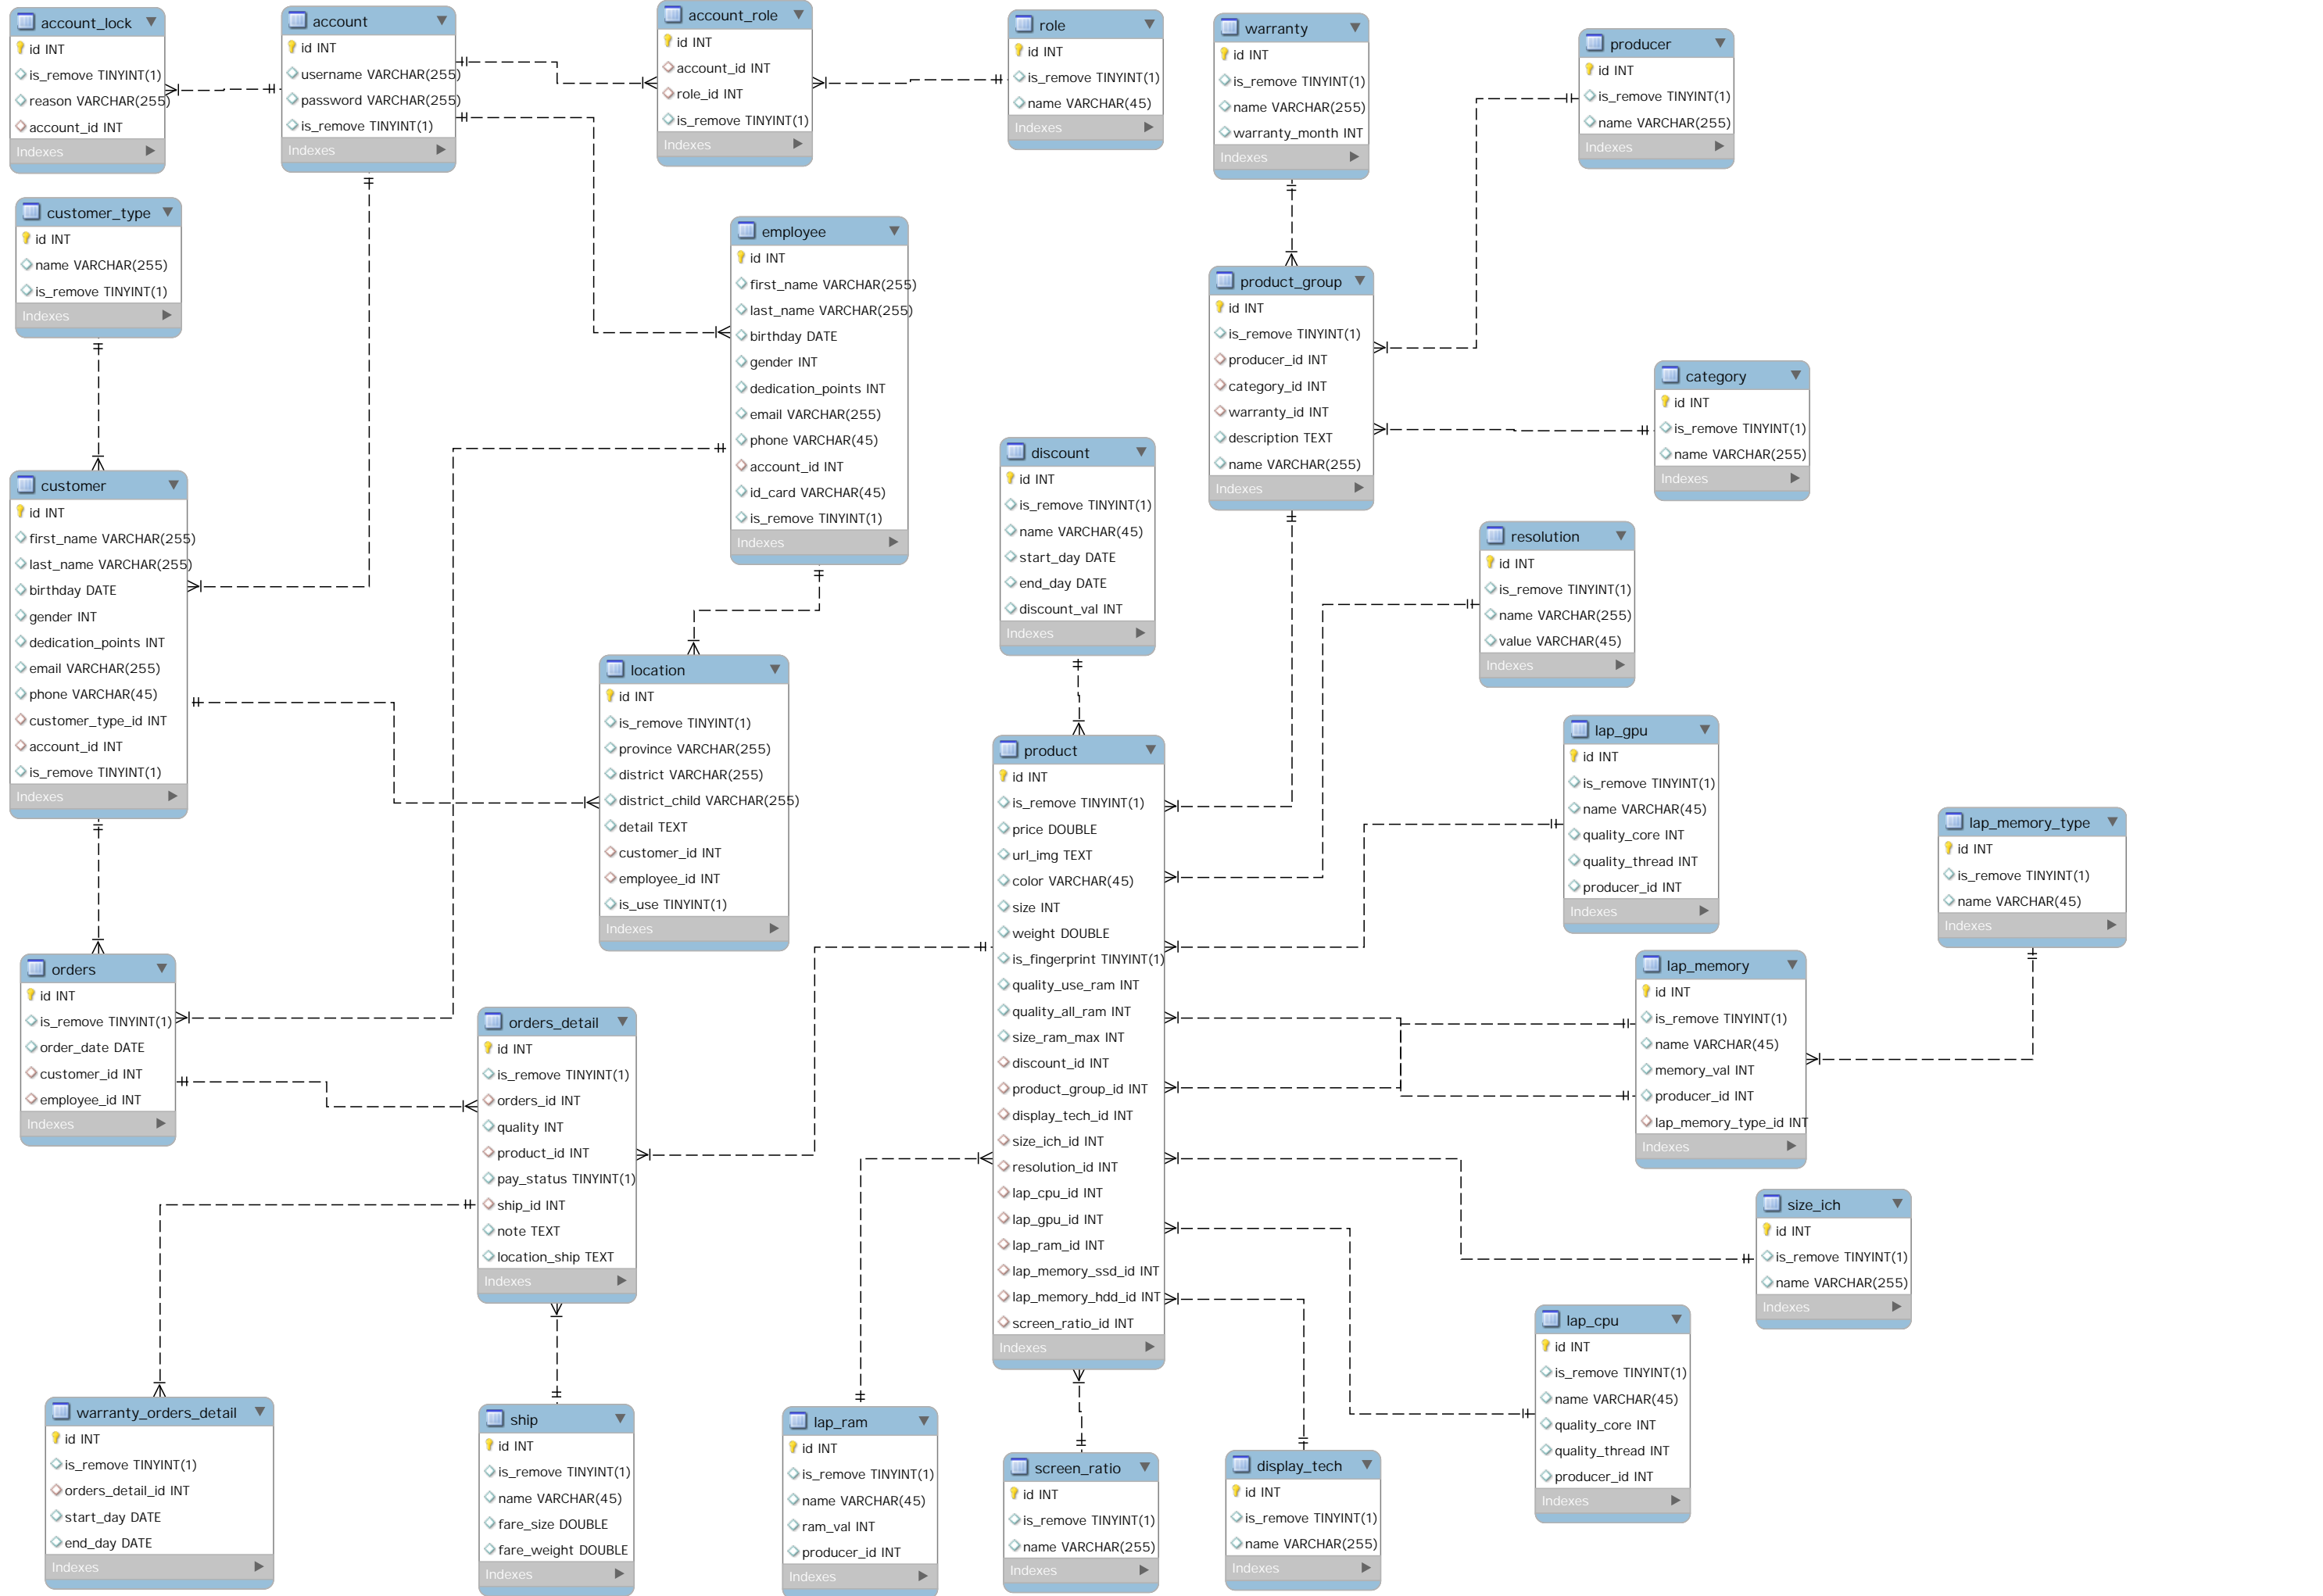 account_lock
id INT
is_remove TINYINT(1)
reason VARCHAR(255)
account_id INT
Indexes
account
id INT
username VARCHAR(255)
password VARCHAR(255)
is_remove TINYINT(1)
Indexes
account_role
id INT
account_id INT
role_id INT
is_remove TINYINT(1)
Indexes
role
id INT
is_remove TINYINT(1)
name VARCHAR(45)
Indexes
warranty
id INT
is_remove TINYINT(1)
name VARCHAR(255)
warranty_month INT
Indexes
producer
id INT
is_remove TINYINT(1)
name VARCHAR(255)
Indexes
customer_type
id INT
name VARCHAR(255)
is_remove TINYINT(1)
Indexes
employee
id INT
first_name VARCHAR(255)
last_name VARCHAR(255)
birthday DATE
gender INT
dedication_points INT
email VARCHAR(255)
phone VARCHAR(45)
account_id INT
id_card VARCHAR(45)
is_remove TINYINT(1)
Indexes
product_group
id INT
is_remove TINYINT(1)
producer_id INT
category_id INT
warranty_id INT
description TEXT
name VARCHAR(255)
Indexes
category
id INT
is_remove TINYINT(1)
name VARCHAR(255)
Indexes
customer
id INT
first_name VARCHAR(255)
last_name VARCHAR(255)
birthday DATE
gender INT
dedication_points INT
email VARCHAR(255)
phone VARCHAR(45)
customer_type_id INT
account_id INT
is_remove TINYINT(1)
Indexes
discount
id INT
is_remove TINYINT(1)
name VARCHAR(45)
start_day DATE
end_day DATE
discount_val INT
Indexes
resolution
id INT
is_remove TINYINT(1)
name VARCHAR(255)
value VARCHAR(45)
Indexes
location
id INT
is_remove TINYINT(1)
province VARCHAR(255)
district VARCHAR(255)
district_child VARCHAR(255)
detail TEXT
customer_id INT
employee_id INT
is_use TINYINT(1)
Indexes
product
id INT
is_remove TINYINT(1)
price DOUBLE
url_img TEXT
color VARCHAR(45)
size INT
weight DOUBLE
is_fingerprint TINYINT(1)
quality_use_ram INT
quality_all_ram INT
size_ram_max INT
discount_id INT
product_group_id INT
display_tech_id INT
size_ich_id INT
resolution_id INT
lap_cpu_id INT
lap_gpu_id INT
lap_ram_id INT
lap_memory_ssd_id INT
lap_memory_hdd_id INT
screen_ratio_id INT
Indexes
lap_gpu
id INT
is_remove TINYINT(1)
name VARCHAR(45)
quality_core INT
quality_thread INT
producer_id INT
Indexes
lap_memory_type
id INT
is_remove TINYINT(1)
name VARCHAR(45)
Indexes
orders
id INT
is_remove TINYINT(1)
order_date DATE
customer_id INT
employee_id INT
Indexes
orders_detail
id INT
is_remove TINYINT(1)
orders_id INT
quality INT
product_id INT
pay_status TINYINT(1)
ship_id INT
note TEXT
location_ship TEXT
Indexes
lap_memory
id INT
is_remove TINYINT(1)
name VARCHAR(45)
memory_val INT
producer_id INT
lap_memory_type_id INT
Indexes
size_ich
id INT
is_remove TINYINT(1)
name VARCHAR(255)
Indexes
lap_cpu
id INT
is_remove TINYINT(1)
name VARCHAR(45)
quality_core INT
quality_thread INT
producer_id INT
Indexes
warranty_orders_detail
id INT
is_remove TINYINT(1)
orders_detail_id INT
start_day DATE
end_day DATE
Indexes
ship
id INT
is_remove TINYINT(1)
name VARCHAR(45)
fare_size DOUBLE
fare_weight DOUBLE
Indexes
lap_ram
id INT
is_remove TINYINT(1)
name VARCHAR(45)
ram_val INT
producer_id INT
Indexes
screen_ratio
id INT
is_remove TINYINT(1)
name VARCHAR(255)
Indexes
display_tech
id INT
is_remove TINYINT(1)
name VARCHAR(255)
Indexes